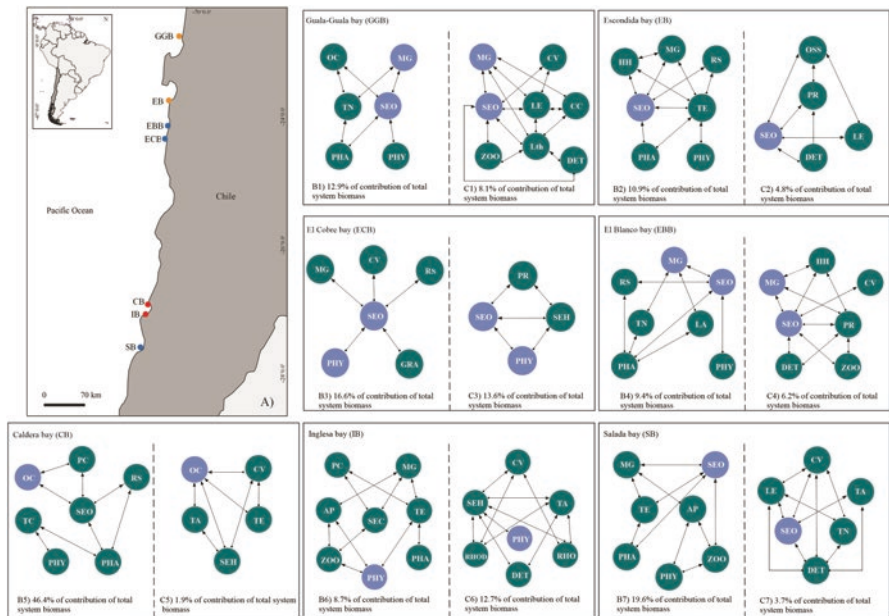 N
GGB
EB
EBB
ECB
Pacific Ocean
Chile
CB
IB
SB
0 70 km
A)
Guala-Guala bay (GGB)
OC MG
TN SEO
PHA PHY
B1) 12.9% of contribution of total
system biomass
MG CV
SEO LE CC
ZOO Lth DET
C1) 8.1% of contribution of total
system biomass
Escondida bay (EB)
HH MG RS
SEO TE
PHA PHY
B2) 10.9% of contribution of total
system biomass
OSS
PR
SEO LE
DET
C2) 4.8% of contribution of total
system biomass
El Cobre bay (ECB)
MG CV RS
SEO
PHY GRA
B3) 16.6% of contribution of total
system biomass
PR
SEO SEH
PHY
C3) 13.6% of contribution of total
system biomass
El Blanco bay (EBB)
MG
RS SEO
TN LA
PHA PHY
B4) 9.4% of contribution of total
system biomass
HH
MG CV
SEO PR
DET ZOO
C4) 6.2% of contribution of total
system biomass
Caldera bay (CB)
PC
OC RS
SEO
TC
PHY PHA
B5) 46.4% of contribution of total
system biomass
OC CV
TA TE
SEH
C5) 1.9% of contribution of total system
biomass
Inglesa bay (IB)
PC MG
AP SEC TE
ZOO PHY PHA
B6) 8.7% of contribution of total
system biomass
CV
SEH TA
PHY
RHOD DET RHO
C6) 12.7% of contribution of total
system biomass
Salada bay (SB)
MG SEO
TE AP
PHA ZOO
PHY
B7) 19.6% of contribution of total
system biomass
CV
LE TA
SEO TN
DET
C7) 3.7% of contribution of total
system biomass